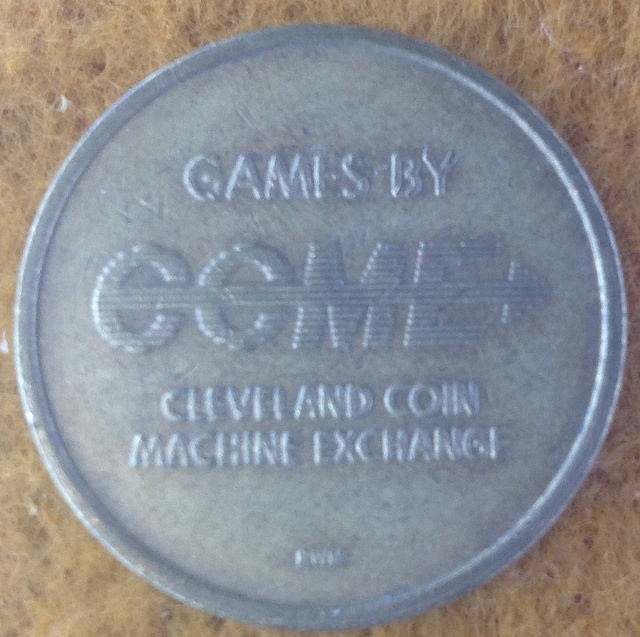 GAMES BY
CCME
CLEVELAND COIN
MACHINE EXCHANGE